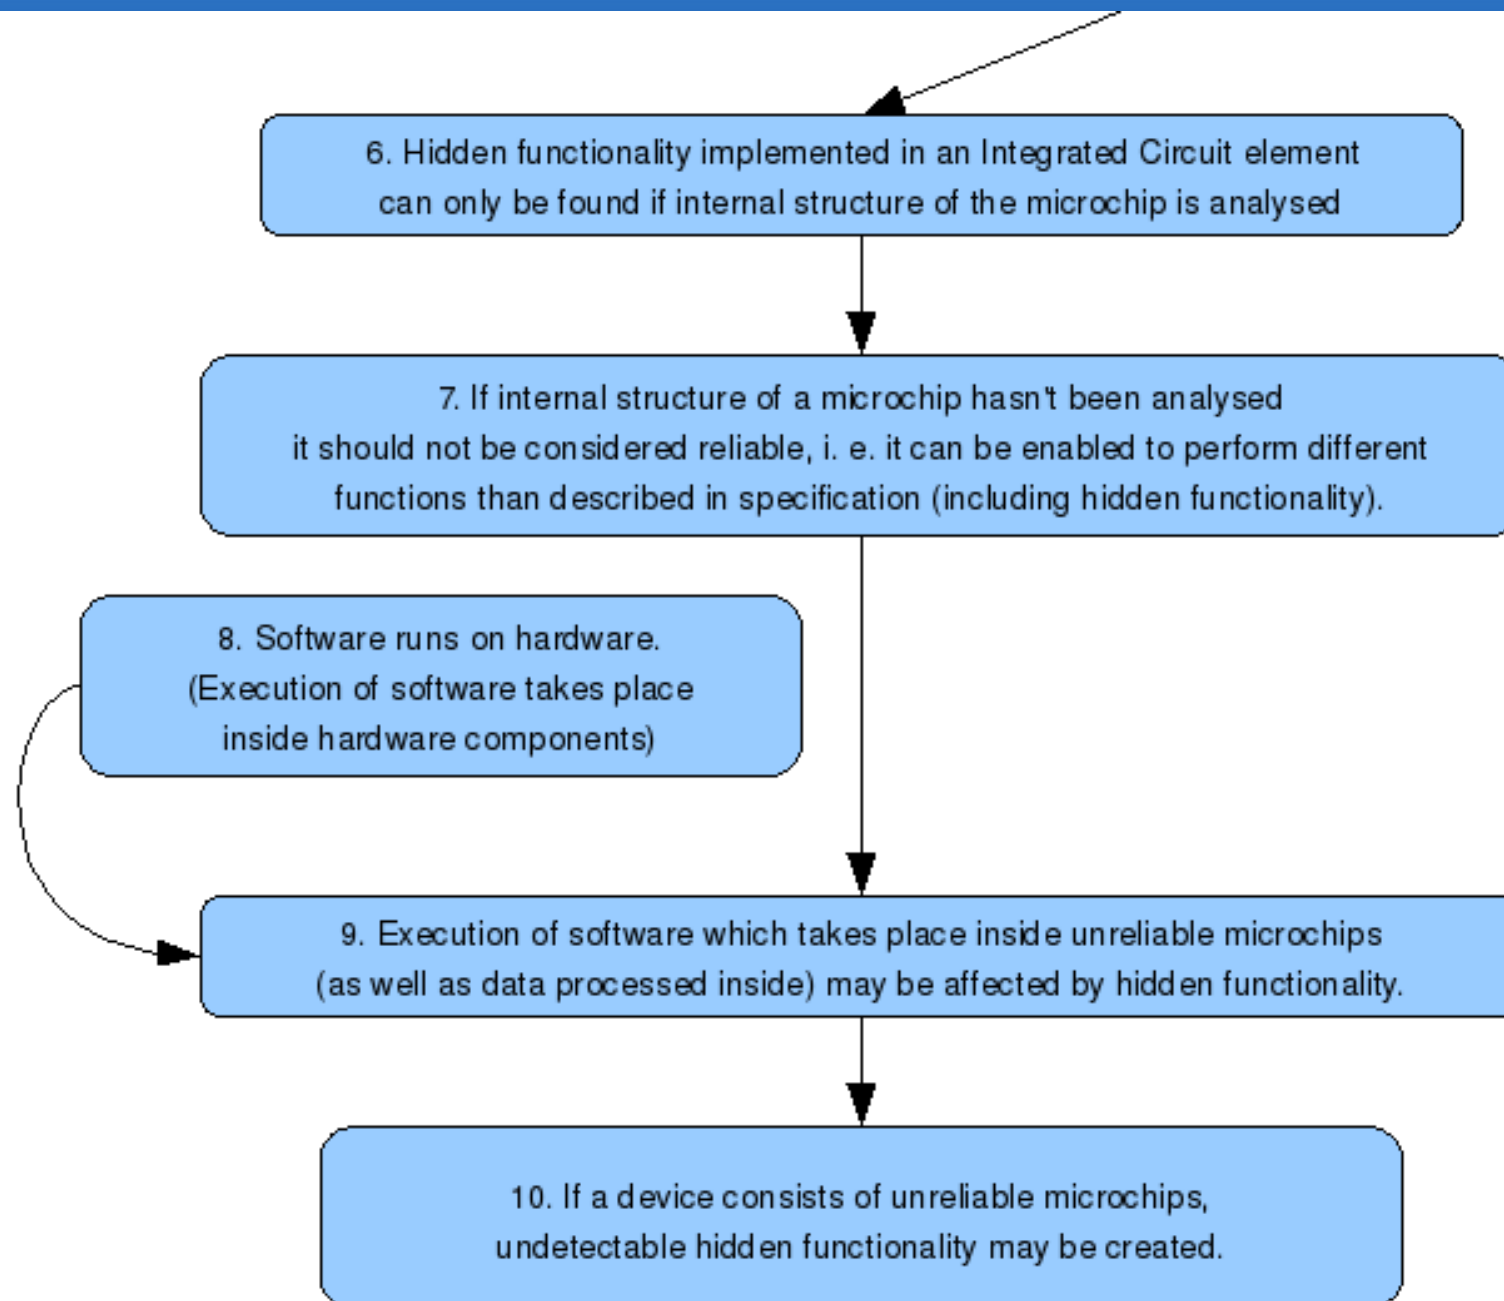 6. Hidden functionality implemented in an Integrated Circuit element
can only be found if internal structure of the microchip is analysed
7. If internal structure of a microchip hasn't been analysed
it should not be considered reliable, i. e. it can be enabled to perform different
functions than described in specification (including hidden functionality).
8. Software runs on hardware.
(Execution of software takes place
inside hardware components)
9. Execution of software which takes place inside unreliable microchips
(as well as data processed inside) may be affected by hidden functionality.
10. If a device consists of unreliable microchips,
undetectable hidden functionality may be created.